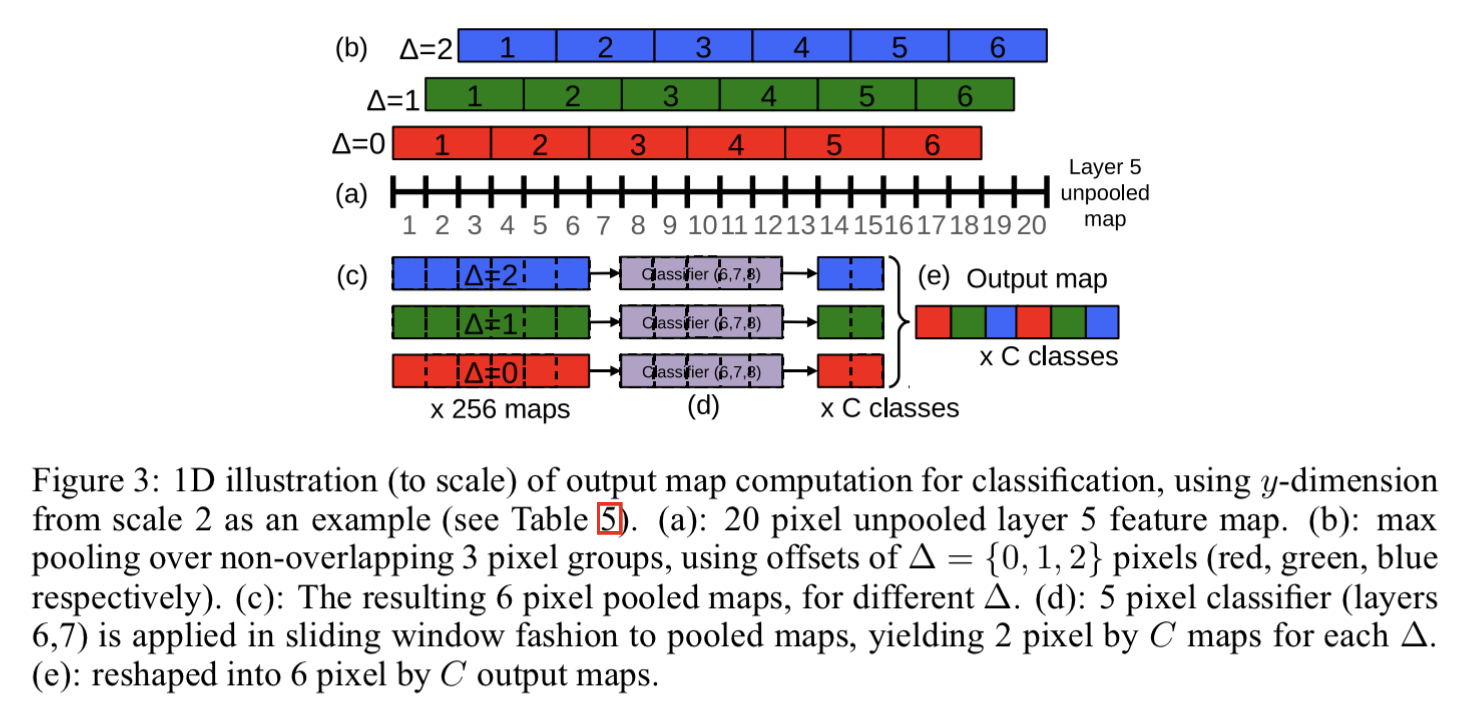 (b) Δ=2 1 2 3 4 5 6
Δ=1 1 2 3 4 5 6
Δ=0 1 2 3 4 5 6
(a)
Layer 5
unpooled
map
1 2 3 4 5 6 7 8 9 10 11 12 13 14 15 16 17 18 19 20
(c) Δ=2 Classifier (6,7,8)
Δ=1 Classifier (6,7,8)
Δ=0 Classifier (6,7,8)
x 256 maps
(d)
x C classes
(e) Output map
x C classes
Figure 3: 1D illustration (to scale) of output map computation for classification, using y-dimension
from scale 2 as an example (see Table 5). (a): 20 pixel unpooled layer 5 feature map. (b): max
pooling over non-overlapping 3 pixel groups, using offsets of Δ = {0, 1, 2} pixels (red, green, blue
respectively). (c): The resulting 6 pixel pooled maps, for different Δ. (d): 5 pixel classifier (layers
6,7) is applied in sliding window fashion to pooled maps, yielding 2 pixel by C maps for each Δ.
(e): reshaped into 6 pixel by C output maps.